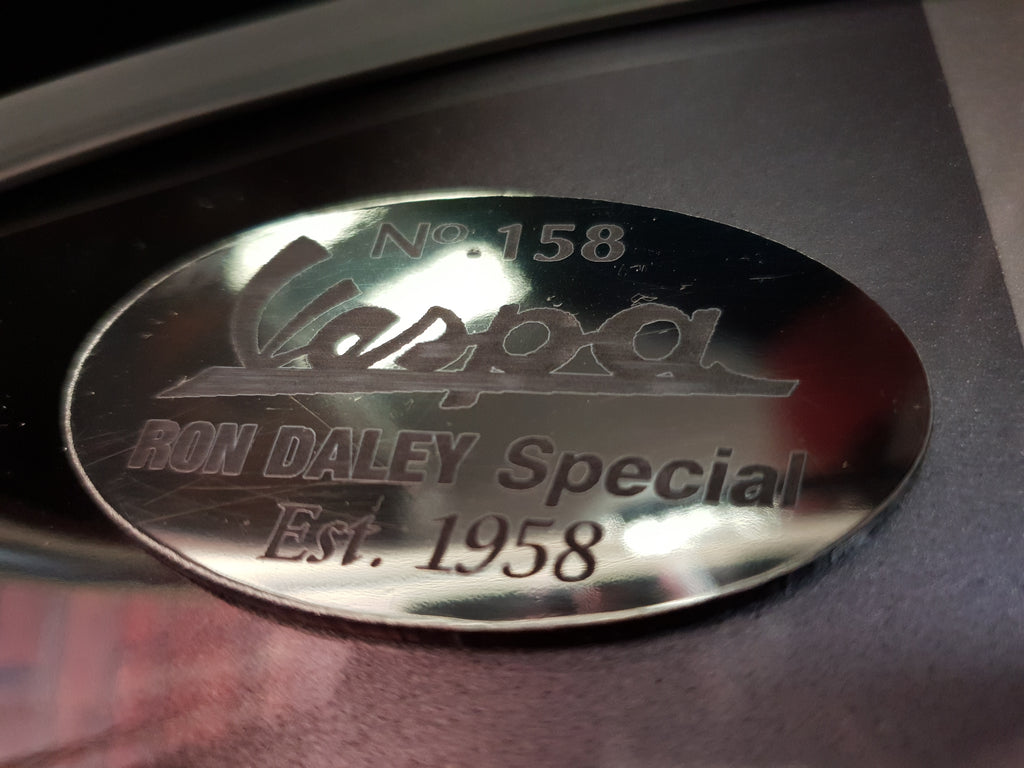 Nº. 158
Vespa
RON DALEY Special
Est. 1958